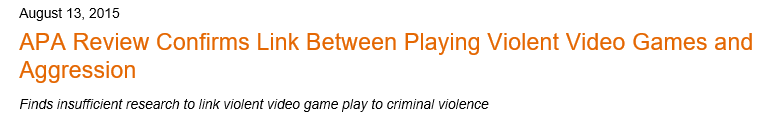 August 13, 2015
APA Review Confirms Link Between Playing Violent Video Games and
Aggression
Finds insufficient research to link violent video game play to criminal violence